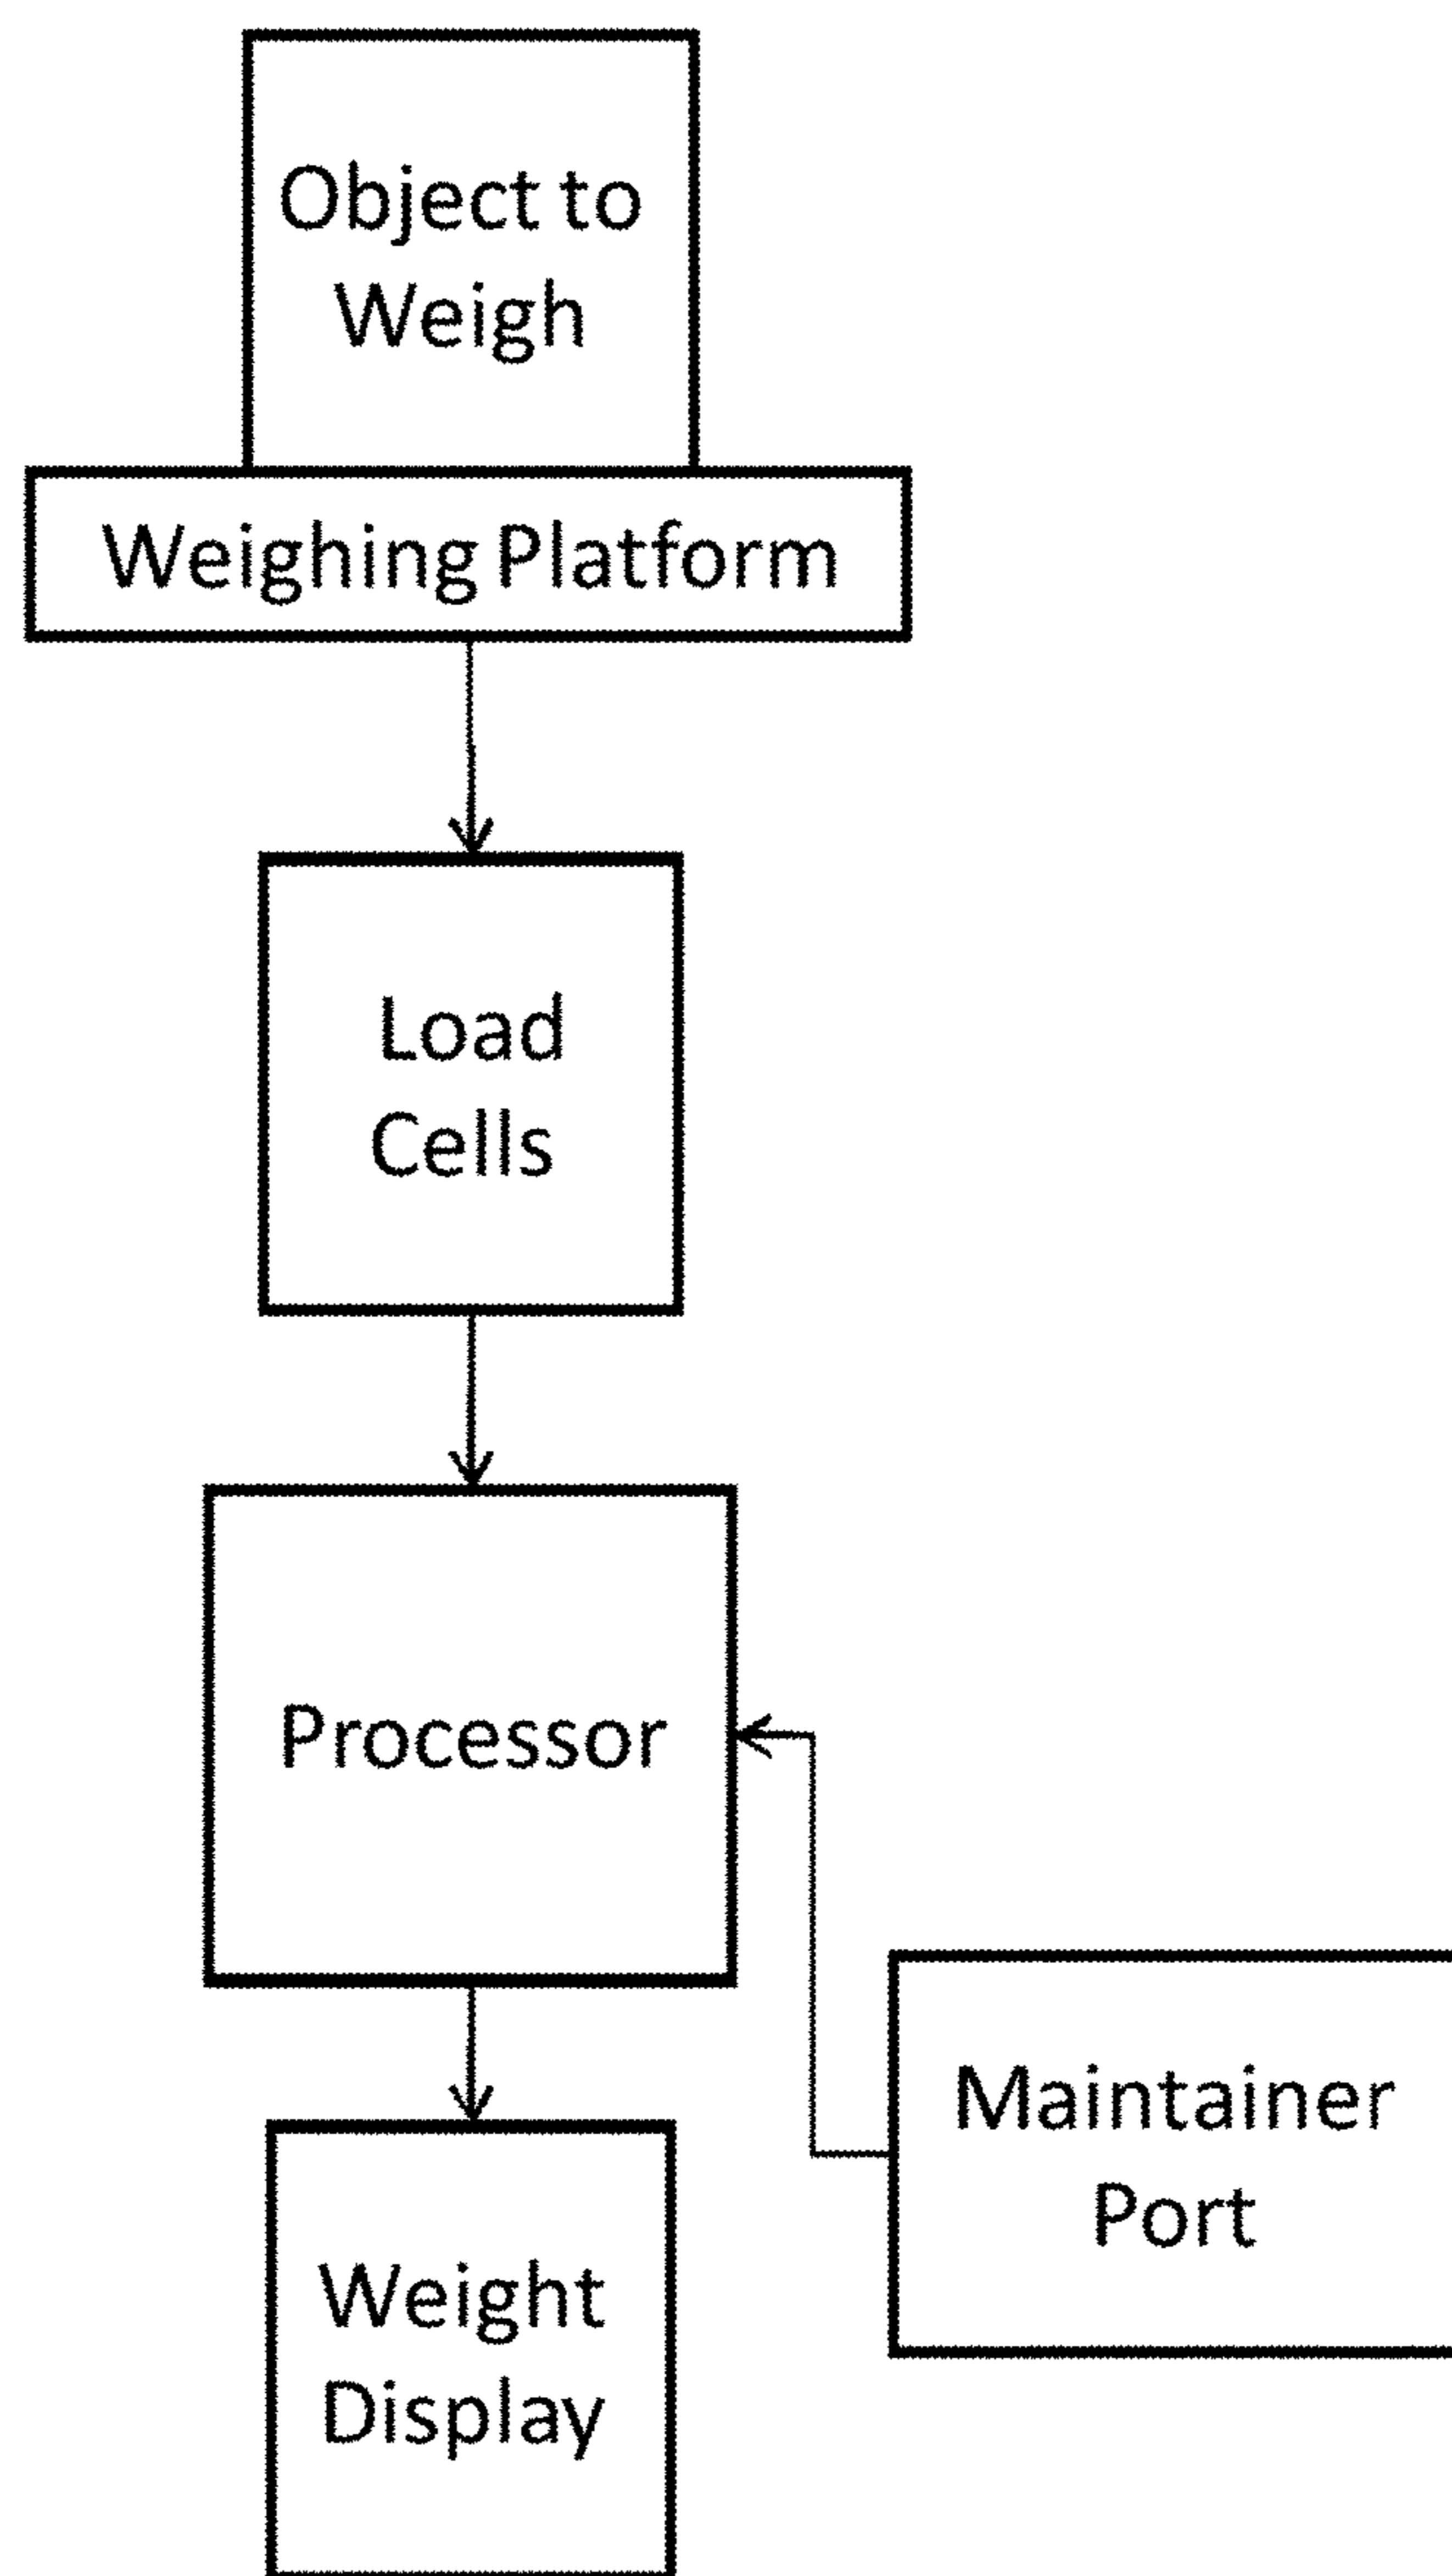 Object to
Weigh
Weighing Platform
Load
Cells
Processor
Maintainer
Port
Weight
Display